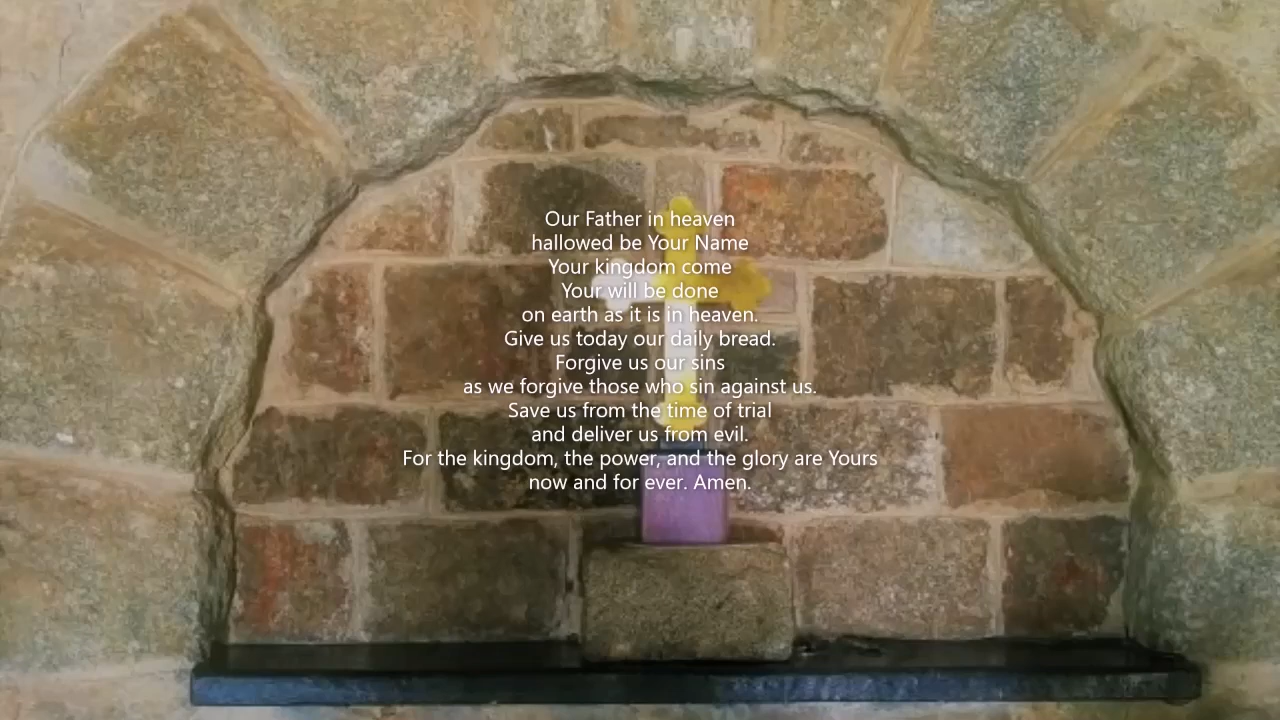 Our Father in heaven
hallowed be Your Name
Your kingdom come
Your will be done
on earth as it is in heaven.
Give us today our daily bread.
Forgive us our sins
as we forgive those who sin against us.
Save us from the time of trial
and deliver us from evil.
For the kingdom, the power, and the glory are Yours
now and for ever. Amen.